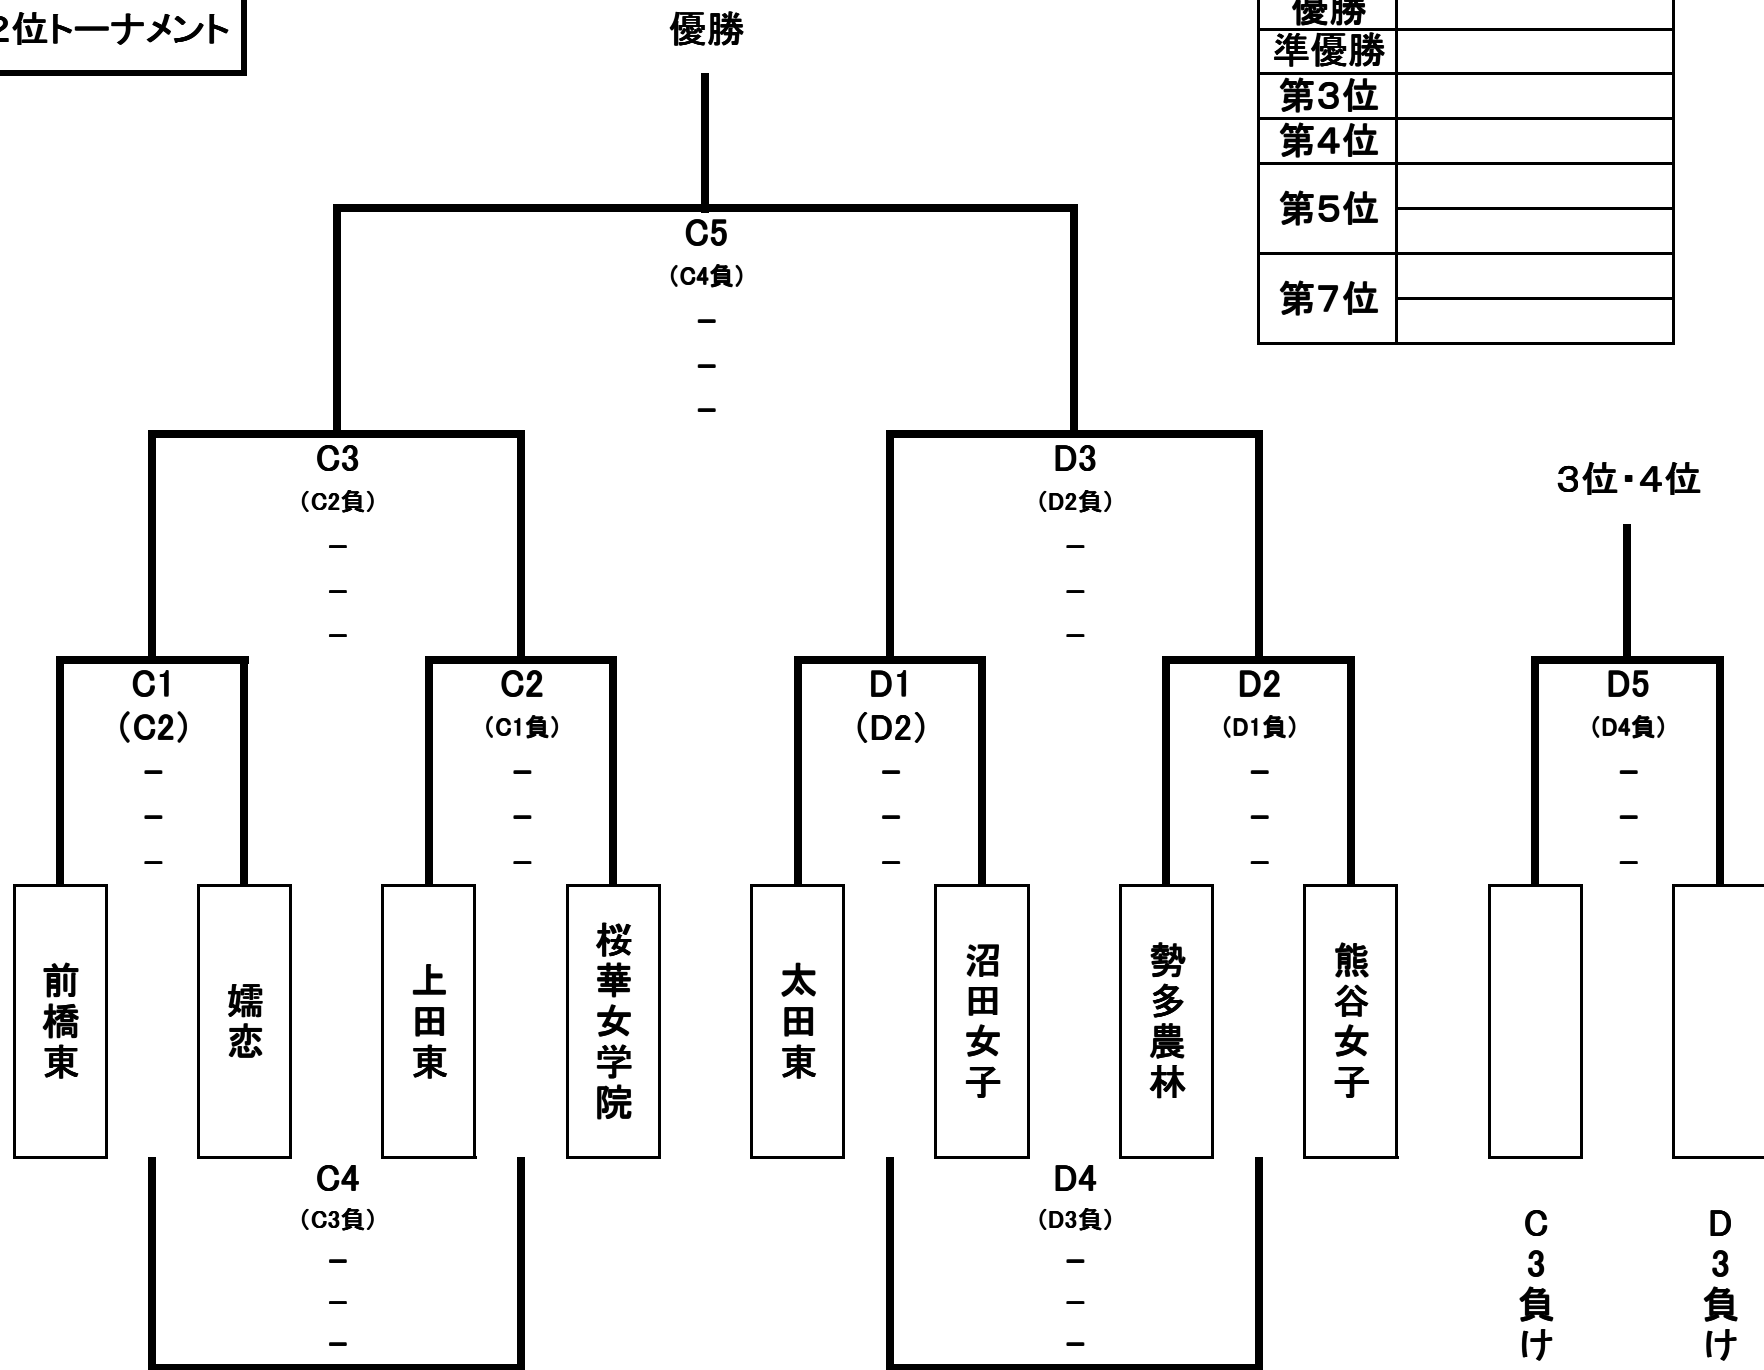 2位トーナメント
優勝
優勝
準優勝
第3位
第4位
第5位
第7位
C5
（C4負）
－
－
－
C3
（C2負）
－
－
－
D3
（D2負）
－
－
－
3位・4位
C1
（C2）
－
－
－
C2
（C1負）
－
－
－
D1
（D2）
－
－
－
D2
（D1負）
－
－
－
D5
（D4負）
－
－
－
前橋東
嬬恋
上田東
桜華女学院
太田東
沼田女子
勢多農林
熊谷女子
C4
（C3負）
－
－
－
D4
（D3負）
－
－
－
C3負け
D3負け